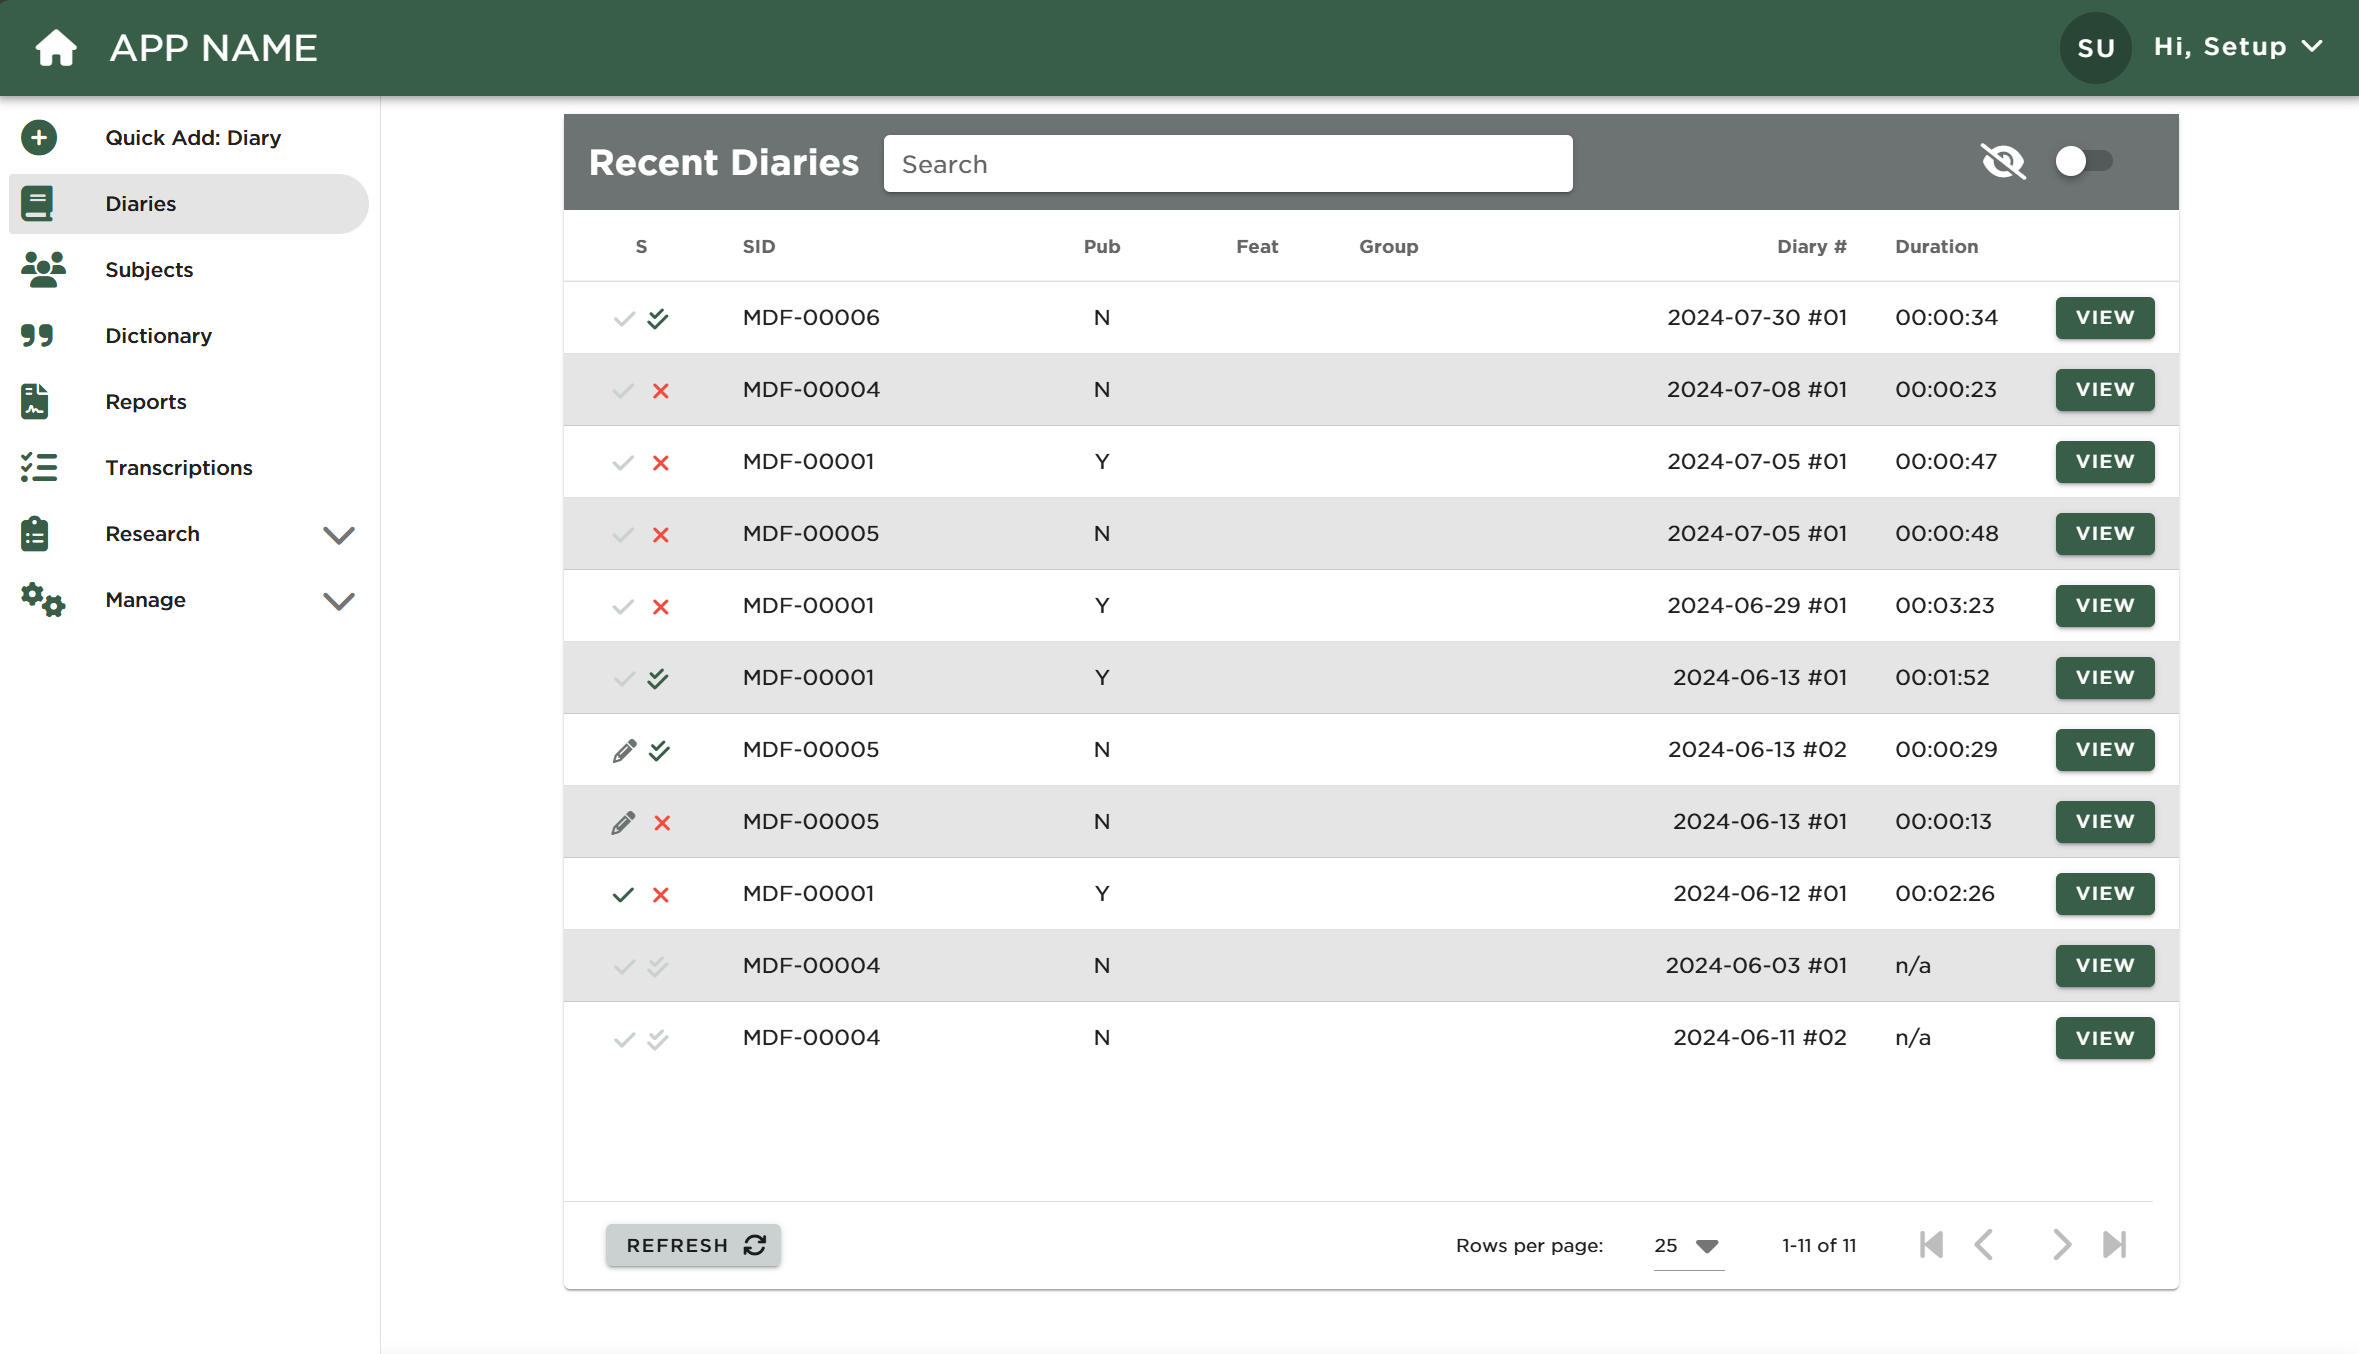 APP NAME
SU Hi, Setup
Quick Add: Diary
Diaries
Subjects
Dictionary
Reports
Transcriptions
Research
Manage
Recent Diaries Search
S SID Pub Feat Group Diary # Duration
MDF-00006 N 2024-07-30 #01 00:00:34 VIEW
MDF-00004 N 2024-07-08 #01 00:00:23 VIEW
MDF-00001 Y 2024-07-05 #01 00:00:47 VIEW
MDF-00005 N 2024-07-05 #01 00:00:48 VIEW
MDF-00001 Y 2024-06-29 #01 00:03:23 VIEW
MDF-00001 Y 2024-06-13 #01 00:01:52 VIEW
MDF-00005 N 2024-06-13 #02 00:00:29 VIEW
MDF-00005 N 2024-06-13 #01 00:00:13 VIEW
MDF-00001 Y 2024-06-12 #01 00:02:26 VIEW
MDF-00004 N 2024-06-03 #01 n/a VIEW
MDF-00004 N 2024-06-11 #02 n/a VIEW
REFRESH Rows per page: 25 1-11 of 11